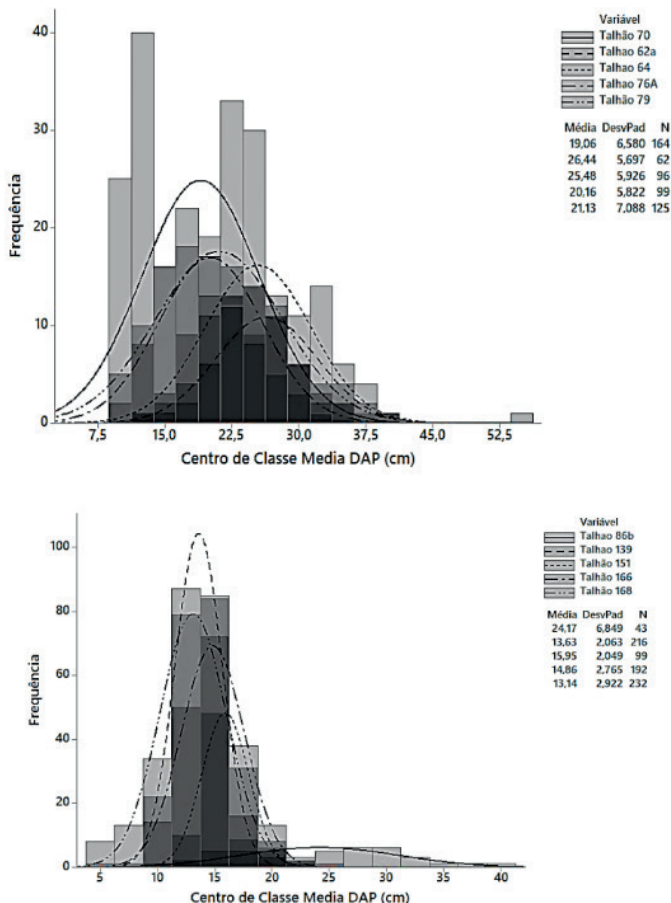 Variável
Talhão 70
Talhao 62a
Talhão 64
Talhão 76A
Talhão 79
Média DesvPad N
19,06 6,580 164
26,44 5,697 62
25,48 5,926 96
20,16 5,822 99
21,13 7,088 125
Frequência
40
30
20
10
0
7,5 15,0 22,5 30,0 37,5 45,0 52,5
Centro de Classe Media DAP (cm)
Variável
Talhao 86b
Talhão 139
Talhão 151
Talhão 166
Talhão 168
Média DesvPad N
24,17 6,849 43
13,63 2,063 216
15,95 2,049 99
14,86 2,765 192
13,14 2,922 232
Frequência
100
80
60
40
20
0
5 10 15 20 25 30 35 40
Centro de Classe Media DAP (cm)